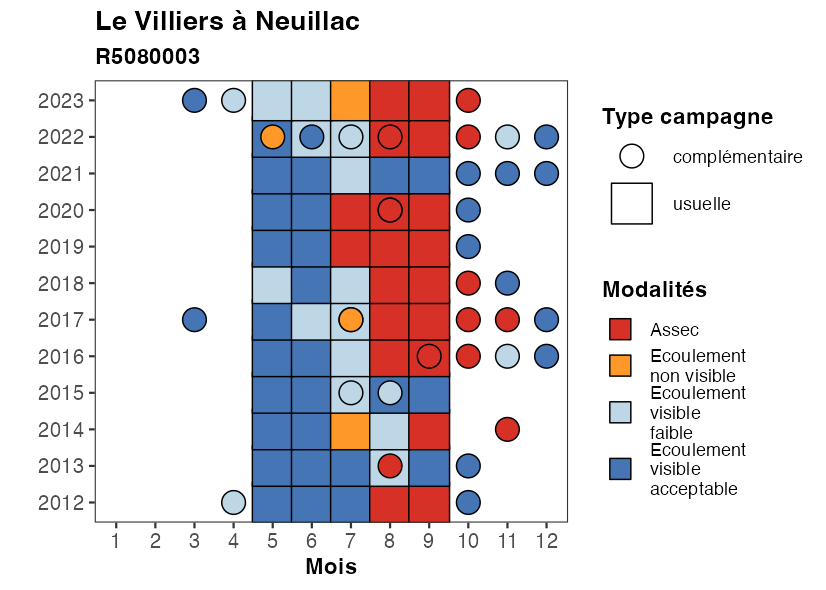 Le Villiers à Neuillac
R5080003
2023
2022
2021
2020
2019
2018
2017
2016
2015
2014
2013
2012
1 2 3 4 5 6 7 8 9 10 11 12
Mois
Type campagne
complémentaire
usuelle
Modalités
Assec
Ecoulement
non visible
Ecoulement
visible
faible
Ecoulement
visible
acceptable